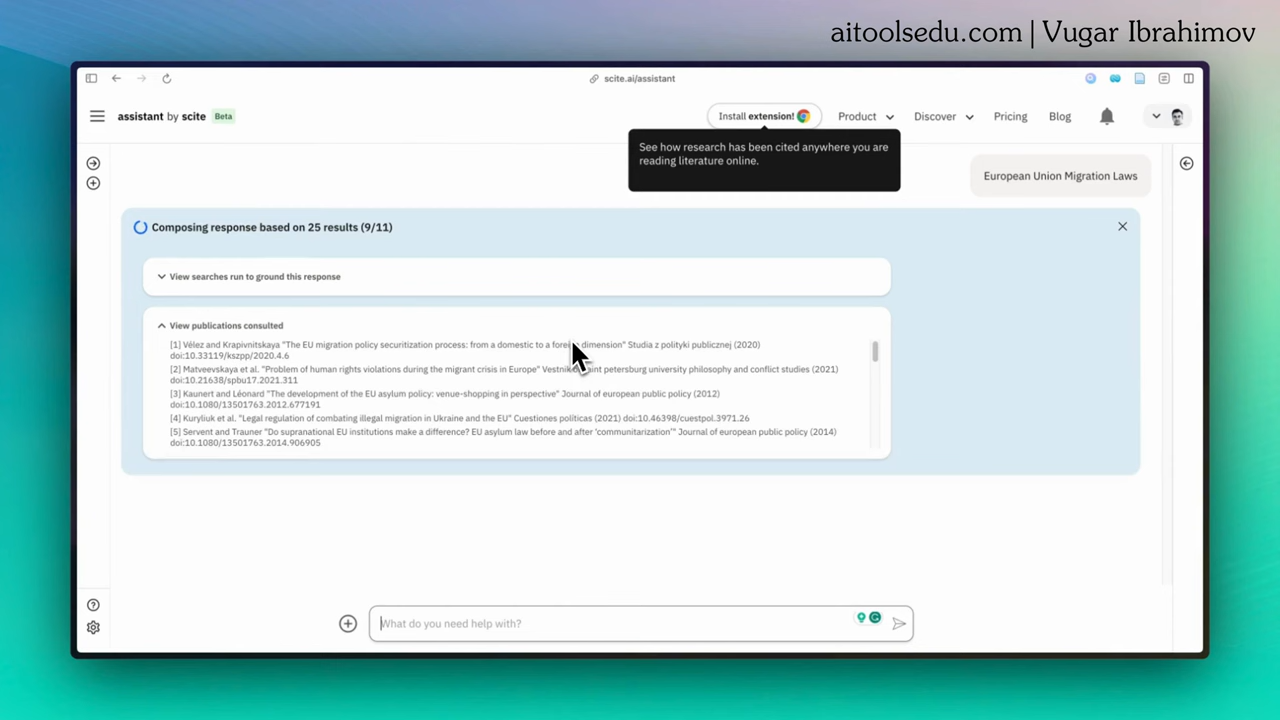 aitoolsedu.com | Vugar Ibrahimov
scite.ai/assistant
assistant by scite Beta
Install extension!
Product
Discover
Pricing
Blog
See how research has been cited anywhere you are
reading literature online.
European Union Migration Laws
Composing response based on 25 results (9/11)
View searches run to ground this response
View publications consulted
[1] Vélez and Krapivnitskaya "The EU migration policy securitization process: from a domestic to a foreign dimension" Studia z polityki publicznej (2020)
doi:10.33119/kszpp/2020.4.6
[2] Matveevskaya et al. "Problem of human rights violations during the migrant crisis in Europe" Vestnik petersburg university philosophy and conflict studies (2021)
doi:10.21638/spbu17.2021.311
[3] Kaunert and Léonard "The development of the EU asylum policy: venue-shopping in perspective" Journal of european public policy (2012)
doi:10.1080/13501763.2012.677191
[4] Kuryliuk et al. "Legal regulation of combating illegal migration in Ukraine and the EU" Cuestiones políticas (2021) doi:10.46398/cuestpol.3971.26
[5] Servent and Trauner "Do supranational EU institutions make a difference? EU asylum law before and after 'communitarization'" Journal of european public policy (2014)
doi:10.1080/13501763.2014.906905
What do you need help with?